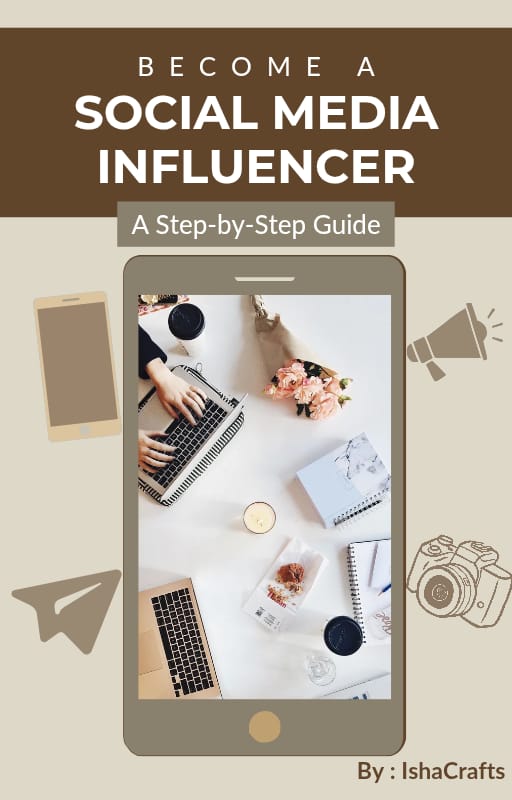 BECOME A
SOCIAL MEDIA
INFLUENCER
A Step-by-Step Guide
By : IshaCrafts